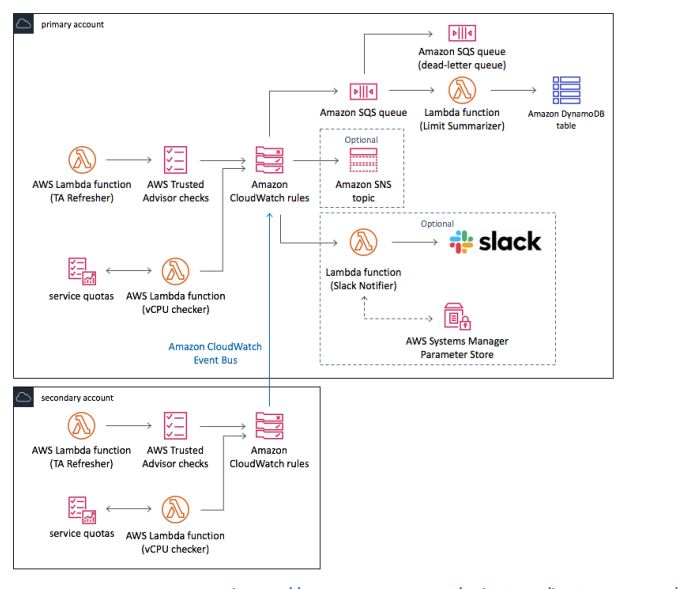 primary account
Amazon SQS queue
(dead-letter queue)
Amazon SQS queue
Lambda function
(Limit Summarizer)
Amazon DynamoDB
table
Optional
AWS Lambda function
(TA Refresher)
AWS Trusted
Advisor checks
Amazon
CloudWatch rules
Amazon SNS
topic
Optional
slack
Lambda function
(Slack Notifier)
service quotas
AWS Lambda function
(vCPU checker)
AWS Systems Manager
Parameter Store
Amazon CloudWatch
Event Bus
secondary account
AWS Lambda function
(TA Refresher)
AWS Trusted
Advisor checks
Amazon
CloudWatch rules
service quotas
AWS Lambda function
(vCPU checker)